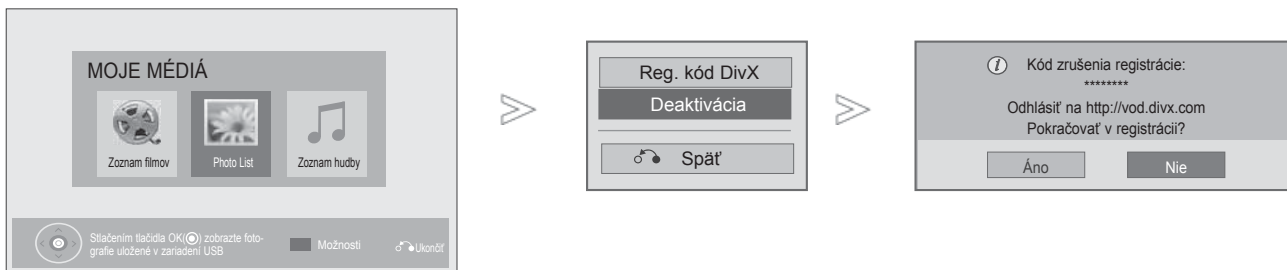 MOJE MÉDIÁ
Zoznam filmov
Photo List
Zoznam hudby
Stlačením tlačidla OK(◉) zobrazte foto-
grafie uložené v zariadení USB
Možnosti
Ukončiť
Reg. kód DivX
Deaktivácia
Späť
Kód zrušenia registrácie:
********
Odhlásiť na http://vod.divx.com
Pokračovať v registrácii?
Áno
Nie